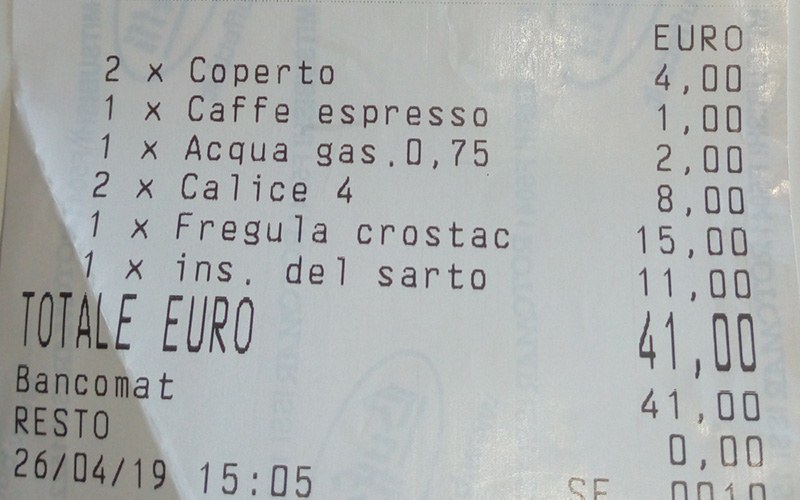 EURO
2 x Coperto 4,00
1 x Caffe espresso 1,00
1 x Acqua gas.0,75 2,00
2 x Calice 4 8,00
1 x Fregula crostac 15,00
1 x ins. del sarto 11,00
TOTALE EURO 41,00
Bancomat 41,00
RESTO 0,00
26/04/19 15:05